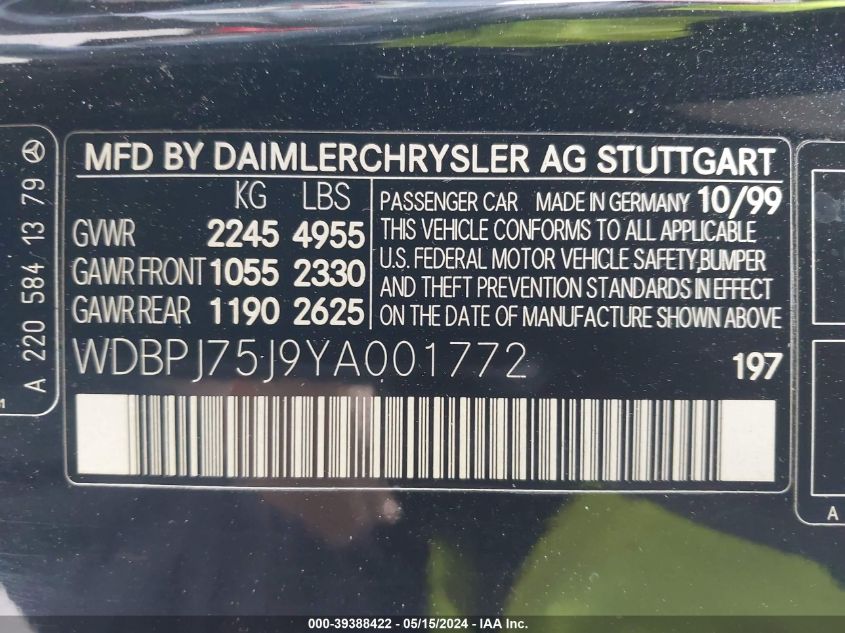 MFD BY DAIMLERCHRYSLER AG STUTTGART
KG LBS
GVWR 2245 4955
GAWR FRONT 1055 2330
GAWR REAR 1190 2625
PASSENGER CAR MADE IN GERMANY 10/99
THIS VEHICLE CONFORMS TO ALL APPLICABLE
U.S. FEDERAL MOTOR VEHICLE SAFETY,BUMPER
AND THEFT PREVENTION STANDARDS IN EFFECT
ON THE DATE OF MANUFACTURE SHOWN ABOVE
WDBPJ75J9YA001772 197
A 220 584 13 79
1
A
000-39388422 - 05/15/2024 - IAA Inc.